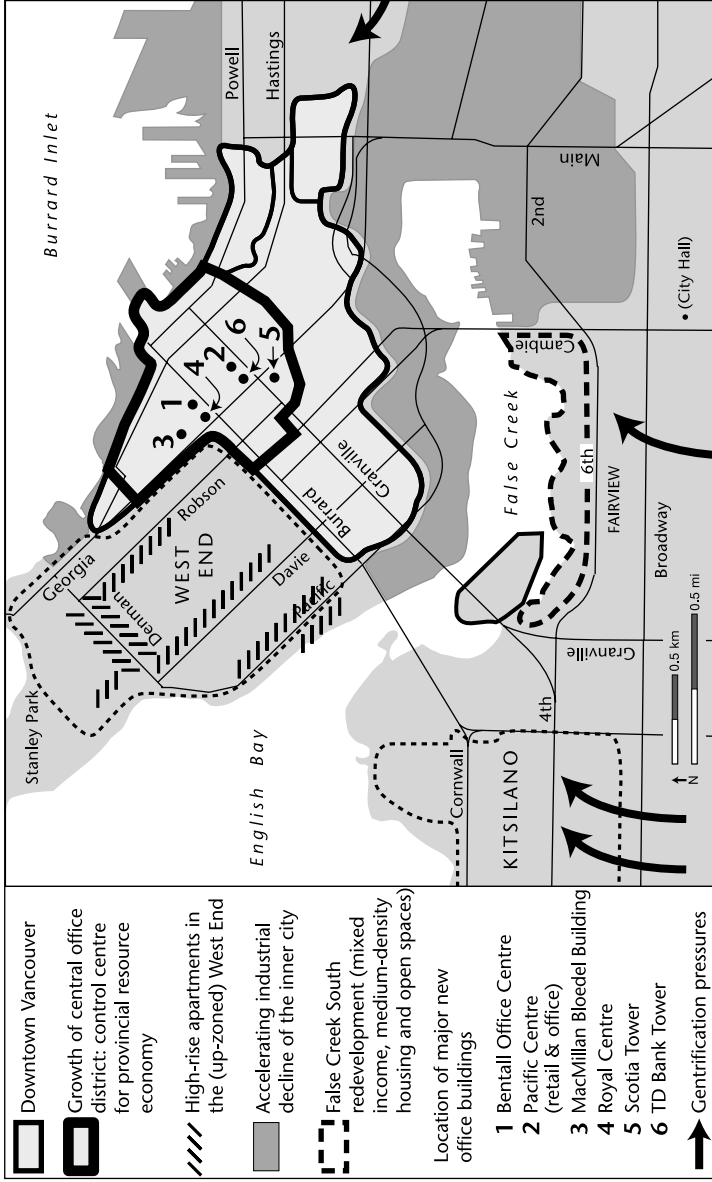 Downtown Vancouver
Growth of central office
district: control centre
for provincial resource
economy
High-rise apartments in
the (up-zoned) West End
Accelerating industrial
decline of the inner city
False Creek South
redevelopment (mixed
income, medium-density
housing and open spaces)
Location of major new
office buildings
1 Bentall Office Centre
2 Pacific Centre
(retail & office)
3 MacMillan Bloedel Building
4 Royal Centre
5 Scotia Tower
6 TD Bank Tower
Gentrification pressures
Burrard Inlet
Powell
Hastings
Stanley Park
Georgia
Robson
Denman
WEST
END
Davie
Pacific
Burrard
Granville
3
1
4
2
6
5
English Bay
False Creek
Main
2nd
Cambie
(City Hall)
6th
FAIRVIEW
Broadway
Granville
4th
Cornwall
KITSILANO
N
0.5 km
0.5 mi